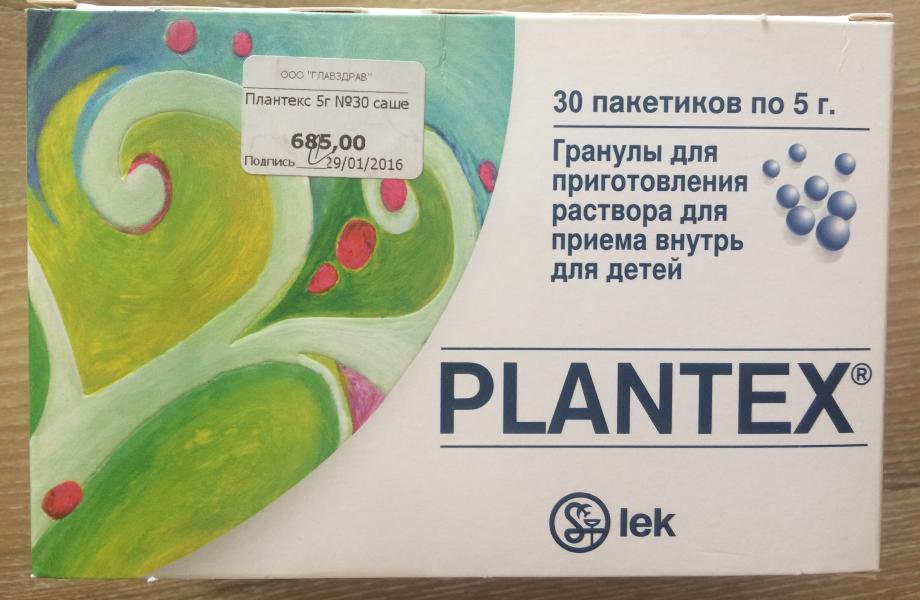 ООО "ГЛАВЗДРАВ"
Плантекс 5г №30 саше
685,00
Подпись 29/01/2016
30 пакетиков по 5 г.
Гранулы для
приготовления
раствора для
приема внутрь
для детей
PLANTEX®
lek